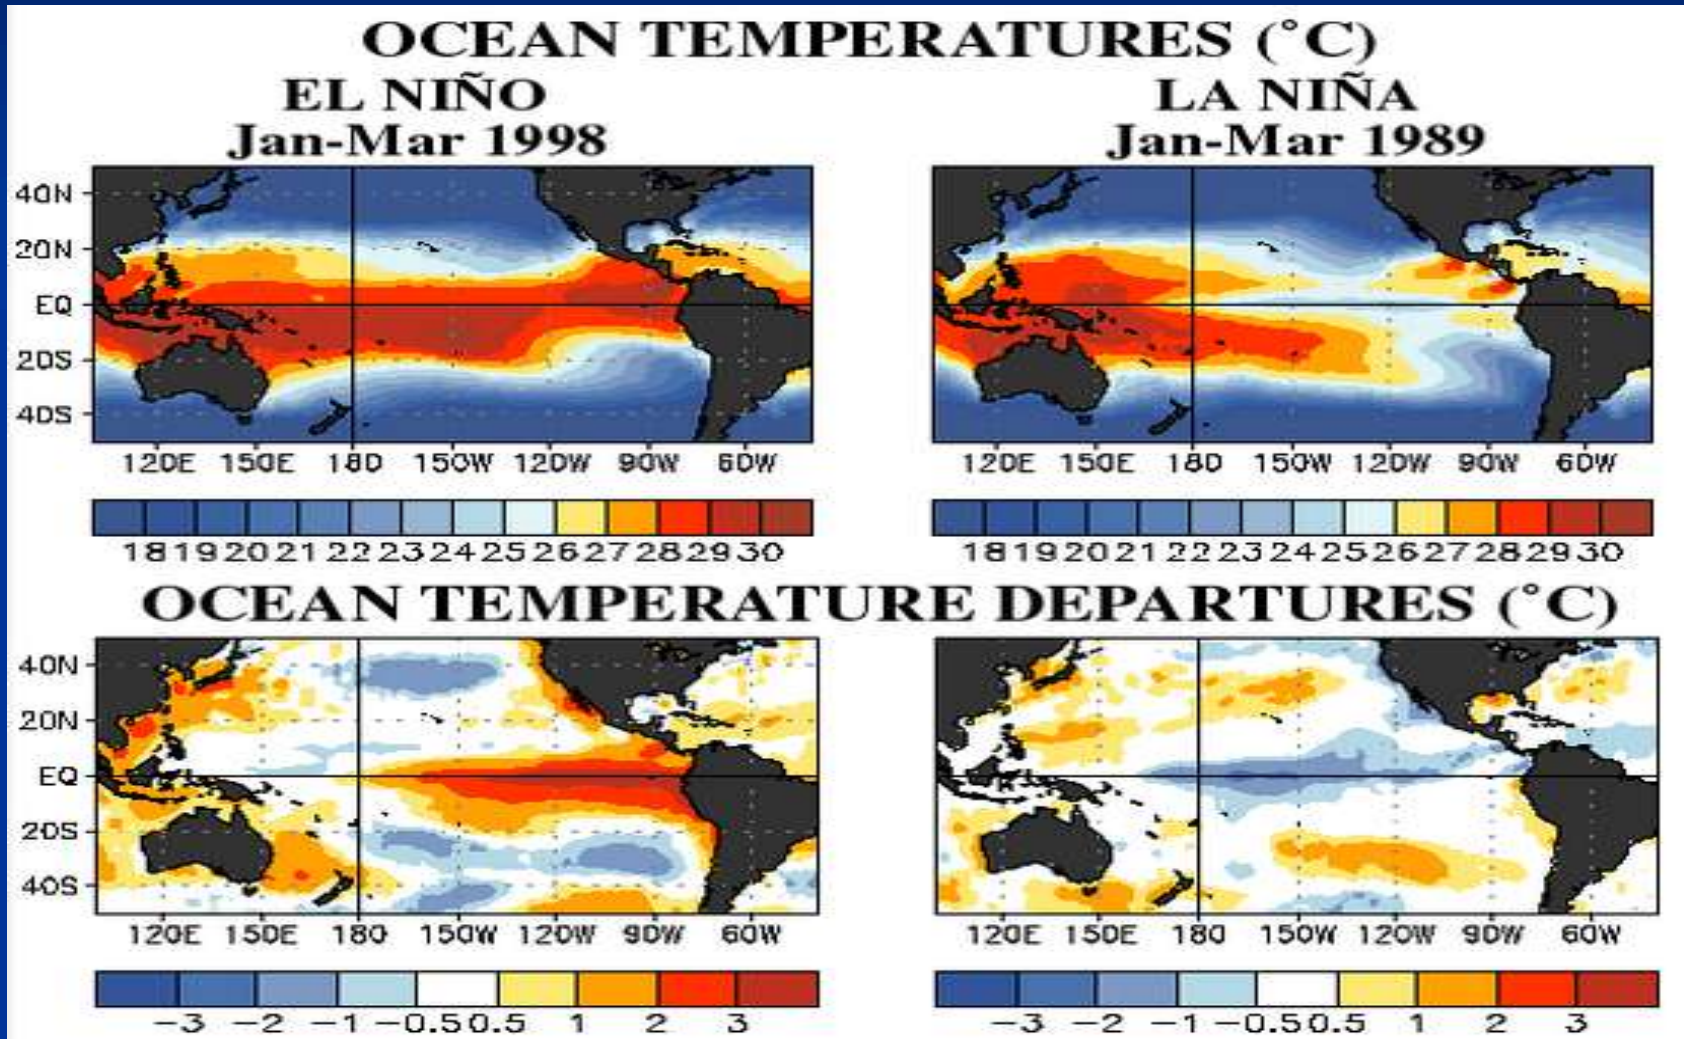 OCEAN TEMPERATURES (°C)
EL NIÑO
Jan-Mar 1998
LA NIÑA
Jan-Mar 1989
40N
20N
EQ
20S
40S
120E 150E 180 150W 120W 90W 60W
120E 150E 180 150W 120W 90W 60W
18 19 20 21 22 23 24 25 26 27 28 29 30
18 19 20 21 22 23 24 25 26 27 28 29 30
OCEAN TEMPERATURE DEPARTURES (°C)
40N
20N
EQ
20S
40S
120E 150E 180 150W 120W 90W 60W
120E 150E 180 150W 120W 90W 60W
-3 -2 -1 -0.5 0.5 1 2 3
-3 -2 -1 -0.5 0.5 1 2 3